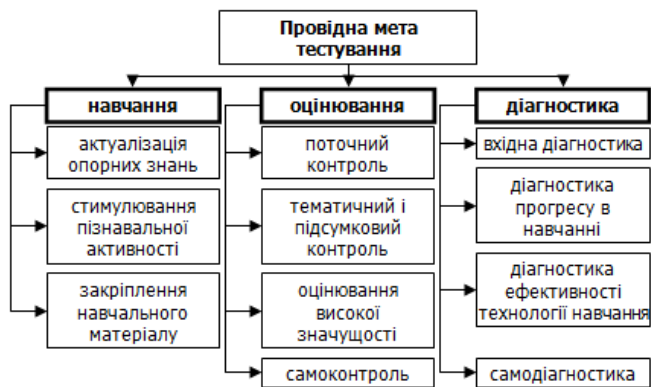 Провідна мета
тестування
навчання
актуалізація
опорних знань
стимулювання
пізнавальної
активності
закріплення
навчального
матеріалу
оцінювання
поточний
контроль
тематичний і
підсумковий
контроль
оцінювання
високої
значущості
самоконтроль
діагностика
вхідна діагностика
діагностика
прогресу в
навчанні
діагностика
ефективності
технології навчання
самодіагностика